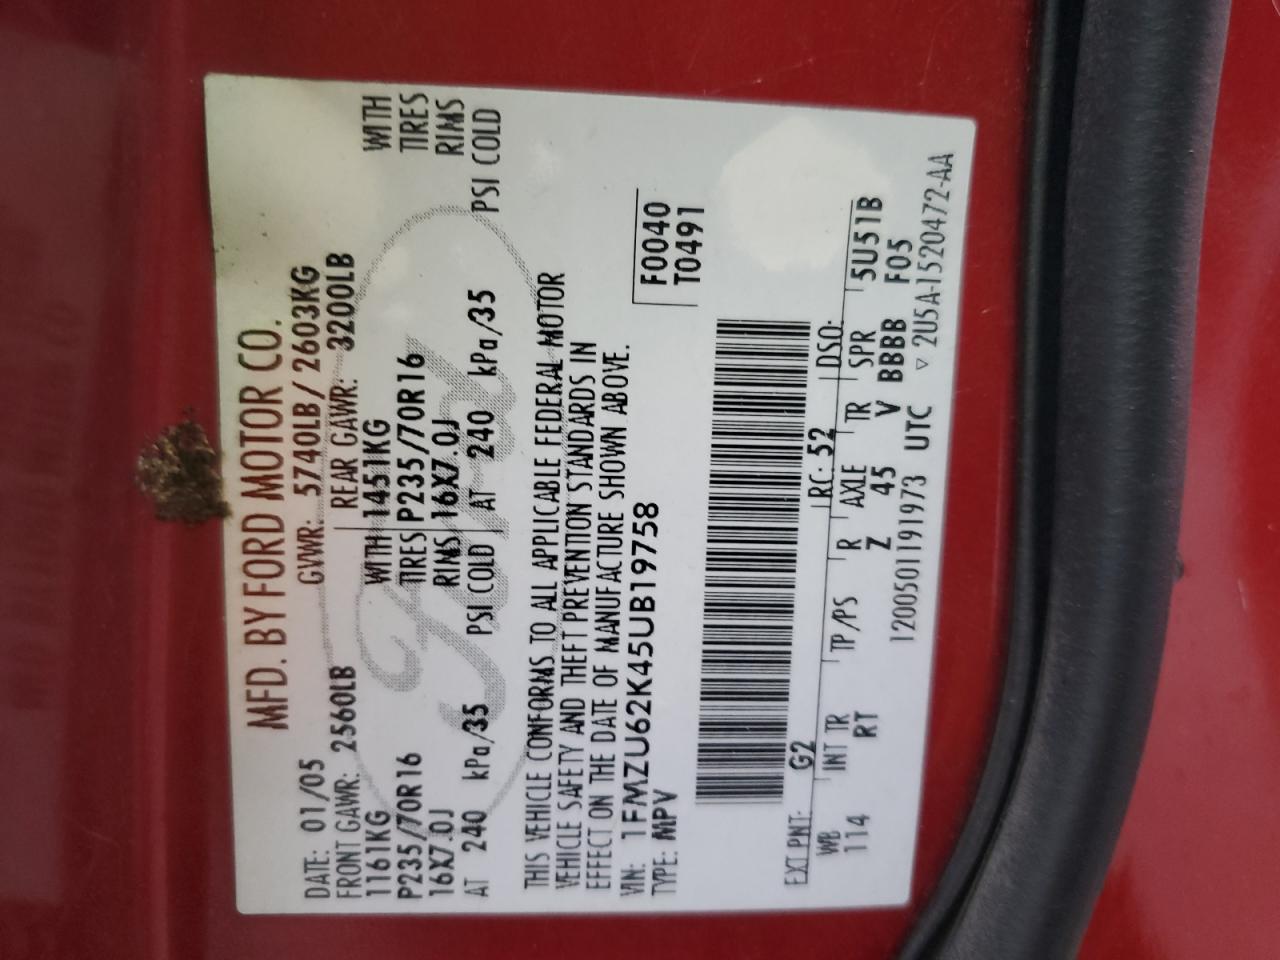 MFD. BY FORD MOTOR CO.
DATE: 01/05 GVWR: 5740LB/ 2603KG
FRONT GAWR: 2560LB REAR GAWR: 3200LB
1161KG WITH 1451KG WITH
P235/70R16 TIRES P235/70R16 TIRES
16X7.0J RIMS 16X7.0J RIMS
AT 240 kPa/35 PSI COLD AT 240 kPa/35 PSI COLD
THIS VEHICLE CONFORMS TO ALL APPLICABLE FEDERAL MOTOR
VEHICLE SAFETY AND THEFT PREVENTION STANDARDS IN
EFFECT ON THE DATE OF MANUFACTURE SHOWN ABOVE.
VIN: 1FMZU62K45UB19758 F0040
TYPE: MPV T0491
EXT PNT: G2 RC: 52 DSO:
WB INT TR TP/PS R AXLE TR SPR 5U51B
114 RT Z 45 V BBBB F05
12005011191973 UTC ▽ 2U5A-1520472-AA
Ford